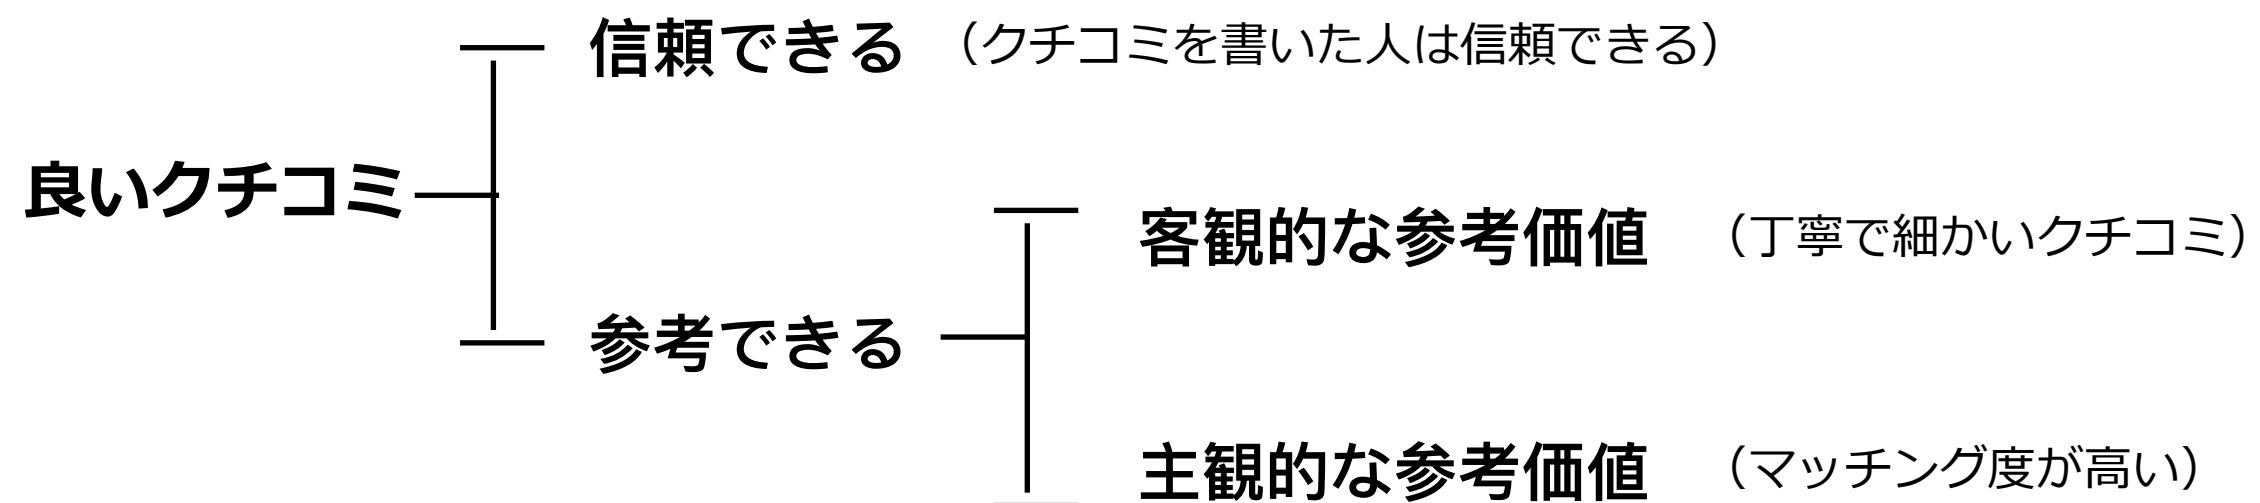 信頼できる （クチコミを書いた人は信頼できる）
良いクチコミ
客観的な参考価値 （丁寧で細かいクチコミ）
参考できる
主観的な参考価値 （マッチング度が高い）